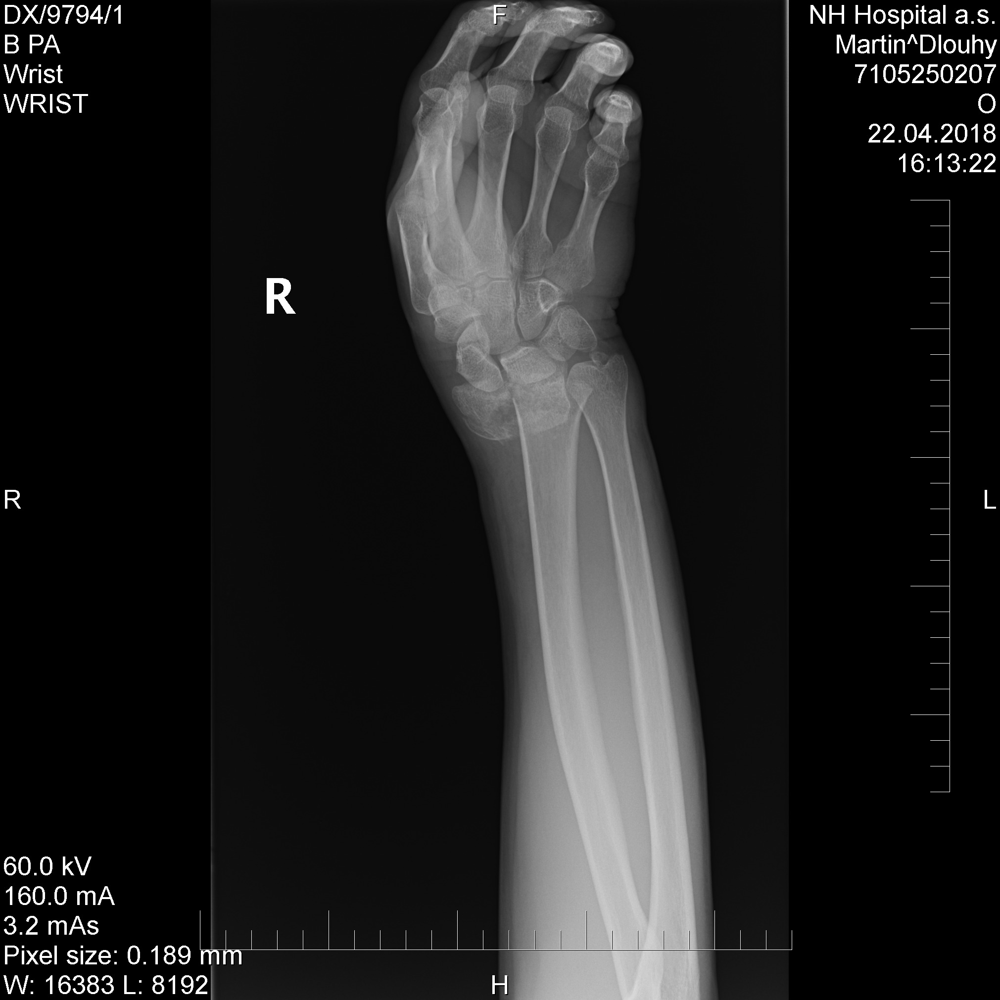 DX/9794/1
B PA
Wrist
WRIST
F
NH Hospital a.s.
Martin^Dlouhy
7105250207
O
22.04.2018
16:13:22
R
R
L
60.0 kV
160.0 mA
3.2 mAs
Pixel size: 0.189 mm
W: 16383 L: 8192
H